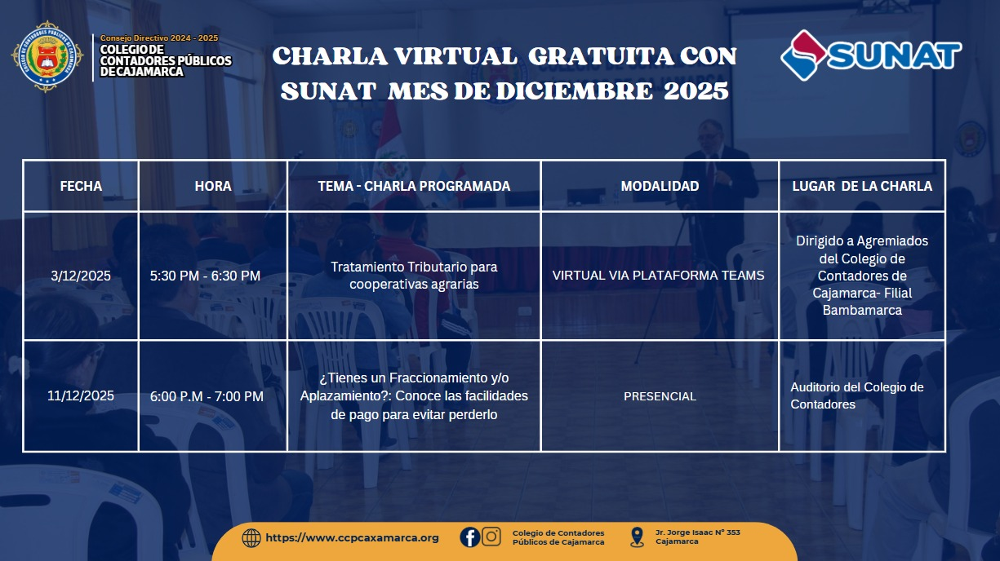 Consejo Directivo 2024 - 2025
COLEGIO DE
CONTADORES PÚBLICOS
DE CAJAMARCA
CHARLA VIRTUAL GRATUITA CON
SUNAT MES DE DICIEMBRE 2025
SUNAT
FECHA
HORA
TEMA - CHARLA PROGRAMADA
MODALIDAD
LUGAR DE LA CHARLA
3/12/2025
5:30 PM - 6:30 PM
Tratamiento Tributario para
cooperativas agrarias
VIRTUAL VIA PLATAFORMA TEAMS
Dirigido a Agremiados
del Colegio de
Contadores de
Cajamarca- Filial
Bambamarca
11/12/2025
6:00 P.M - 7:00 PM
¿Tienes un Fraccionamiento y/o
Aplazamiento?: Conoce las facilidades
de pago para evitar perderlo
PRESENCIAL
Auditorio del Colegio de
Contadores
https://www.ccpcaxamarca.org
Colegio de Contadores
Públicos de Cajamarca
Jr. Jorge Isaac Nº 353
Cajamarca